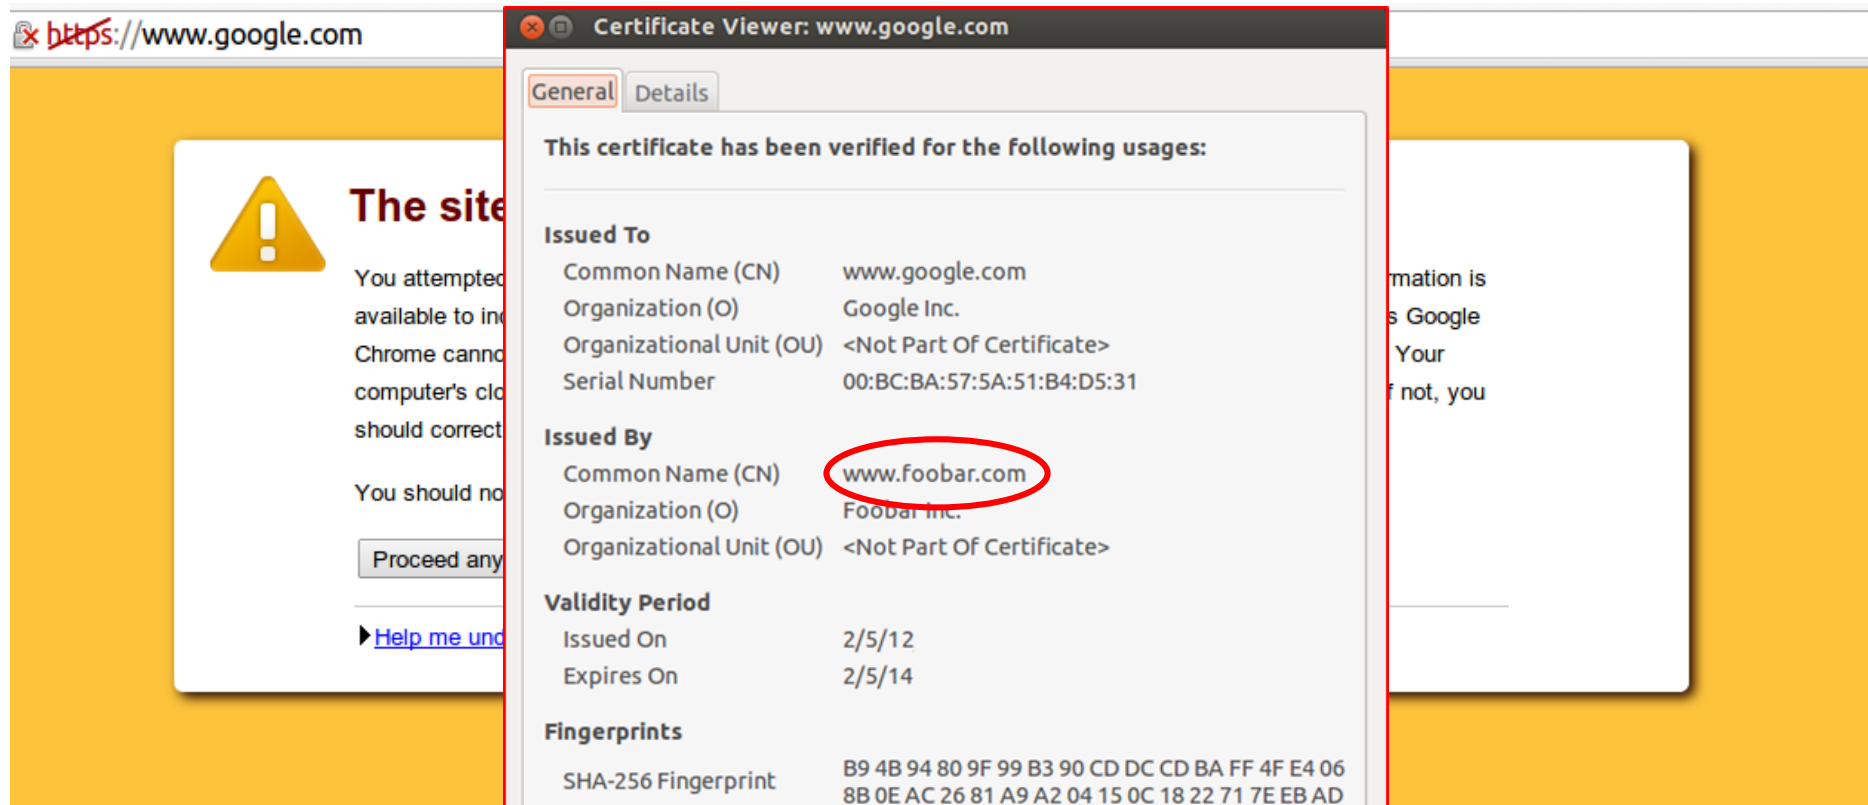 https://www.google.com
Certificate Viewer: www.google.com
General Details
This certificate has been verified for the following usages:
The site
Issued To
Common Name (CN) www.google.com
You attempted
rmation is
Organization (O) Google Inc.
available to
s Google
Organizational Unit (OU) <Not Part Of Certificate>
Chrome
Your
Serial Number 00:BC:BA:57:5A:51:B4:D5:31
computer's
f not, you
should correct
Issued By
Common Name (CN) www.foobar.com
You should
Organization (O) Foobar Inc.
Organizational Unit (OU) <Not Part Of Certificate>
Proceed any
Validity Period
Help me und
Issued On 2/5/12
Expires On 2/5/14
Fingerprints
SHA-256 Fingerprint B9 4B 94 80 9F 99 B3 90 CD DC CD BA FF 4F E4 06
8B 0E AC 26 81 A9 A2 04 15 0C 18 22 71 7E EB AD